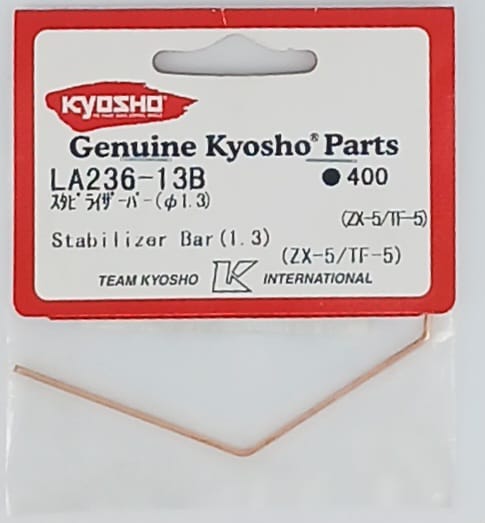 KYOSHO
Genuine Kyosho® Parts
LA236-13B ●400
ｽﾀﾋﾞﾗｲｻﾞｰﾊﾞｰ(φ1.3)
(ZX-5/TF-5)
Stabilizer Bar(1.3)
(ZX-5/TF-5)
TEAM KYOSHO K INTERNATIONAL